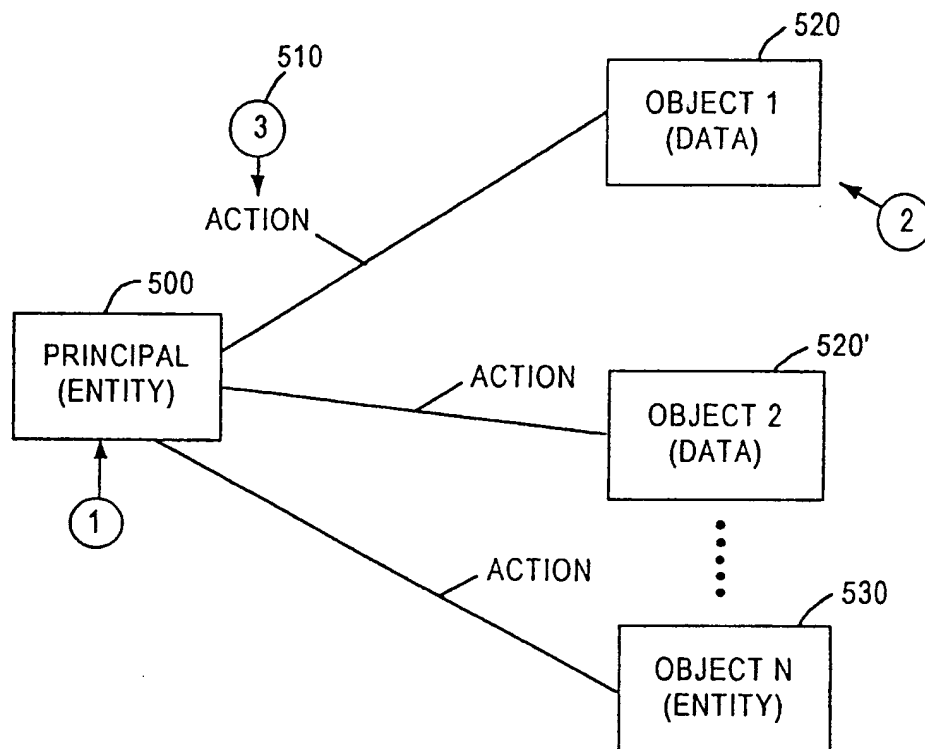 510
3
ACTION
520
OBJECT 1
(DATA)
2
500
PRINCIPAL
(ENTITY)
1
ACTION
520'
OBJECT 2
(DATA)
ACTION
530
OBJECT N
(ENTITY)